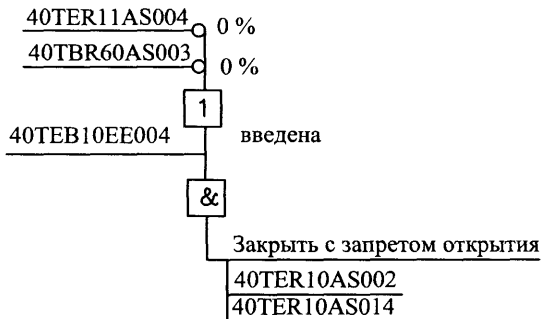 40TER11AS004 0 %
40TBR60AS003 0 %
1
40TEB10EE004 введена
&
Закрыть с запретом открытия
40TER10AS002
40TER10AS014